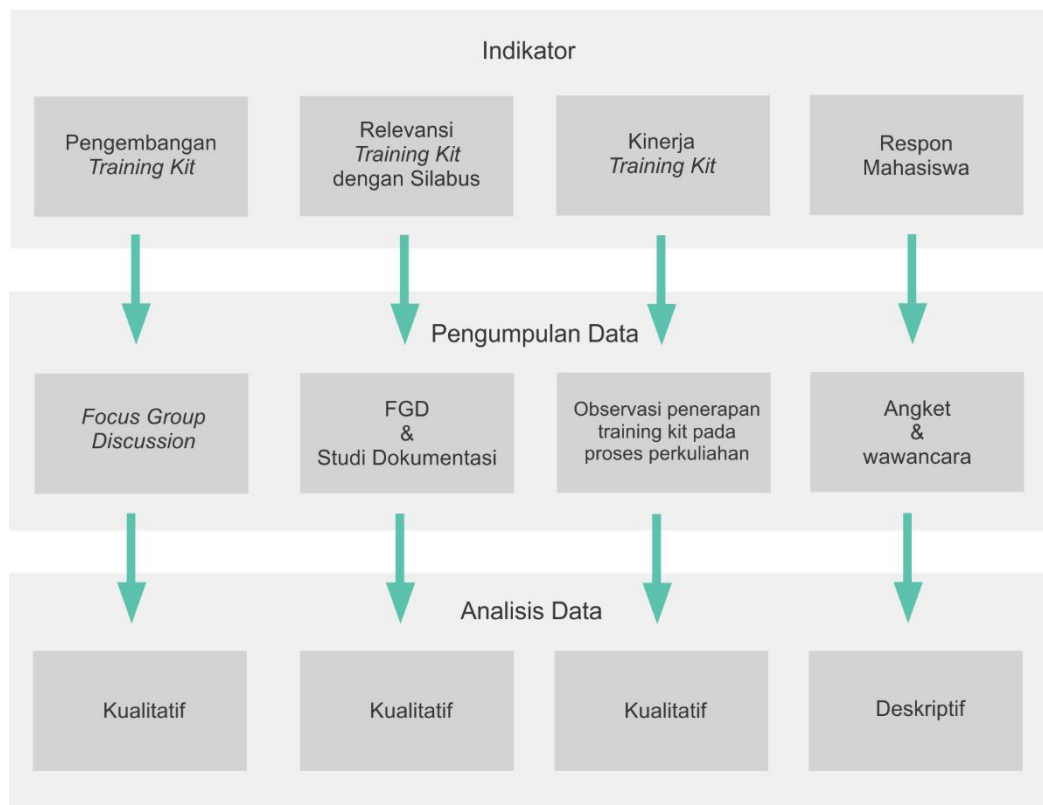 Indikator
Pengembangan
Training Kit
Relevansi
Training Kit
dengan Silabus
Kinerja
Training Kit
Respon
Mahasiswa
Pengumpulan Data
Focus Group
Discussion
FGD
&
Studi Dokumentasi
Observasi penerapan
training kit pada
proses perkuliahan
Angket
&
wawancara
Analisis Data
Kualitatif
Kualitatif
Kualitatif
Deskriptif